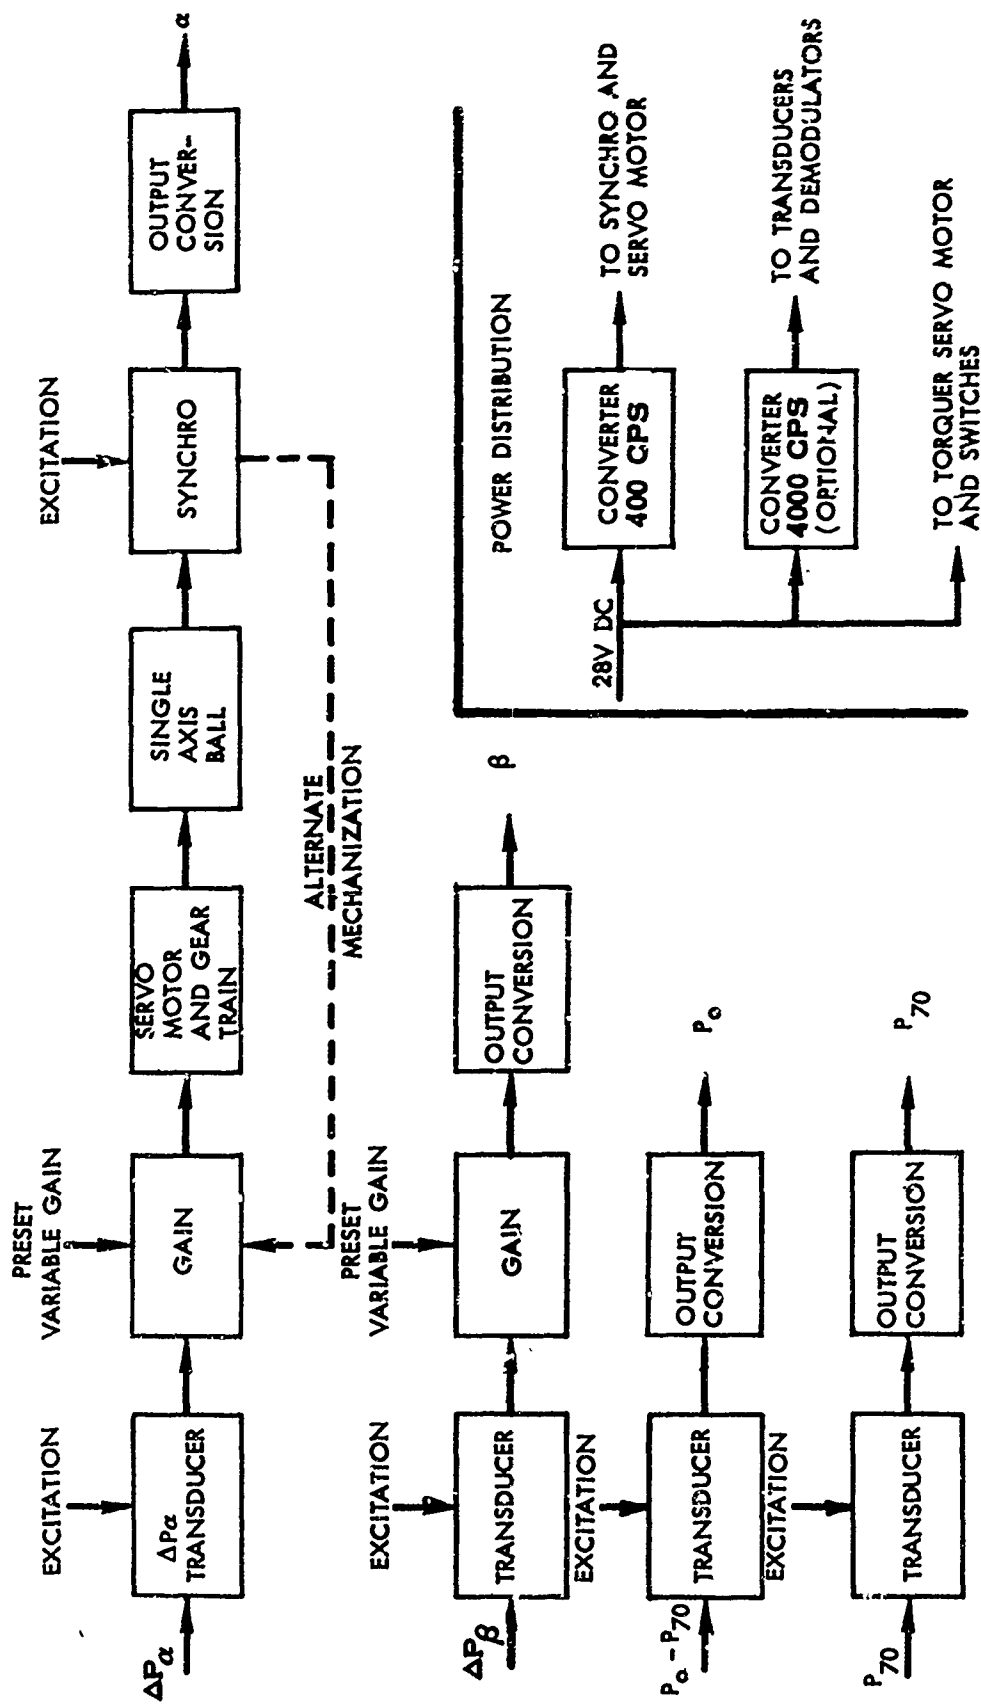 EXCITATION
PRESET
VARIABLE GAIN
EXCITATION
ΔPα
ΔPα
TRANSDUCER
GAIN
SERVO
MOTOR
AND GEAR
TRAIN
SINGLE
AXIS
BALL
SYNCHRO
OUTPUT
CONVER-
SION
α
ALTERNATE
MECHANIZATION
EXCITATION
PRESET
VARIABLE GAIN
ΔPβ
TRANSDUCER
GAIN
OUTPUT
CONVERSION
β
EXCITATION
Pα-P70
TRANSDUCER
OUTPUT
CONVERSION
Po
EXCITATION
P70
TRANSDUCER
OUTPUT
CONVERSION
P70
POWER DISTRIBUTION
28V DC
CONVERTER
400 CPS
TO SYNCHRO AND
SERVO MOTOR
CONVERTER
4000 CPS
(OPTIONAL)
TO TRANSDUCERS
AND DEMODULATORS
TO TORQUER SERVO MOTOR
AND SWITCHES